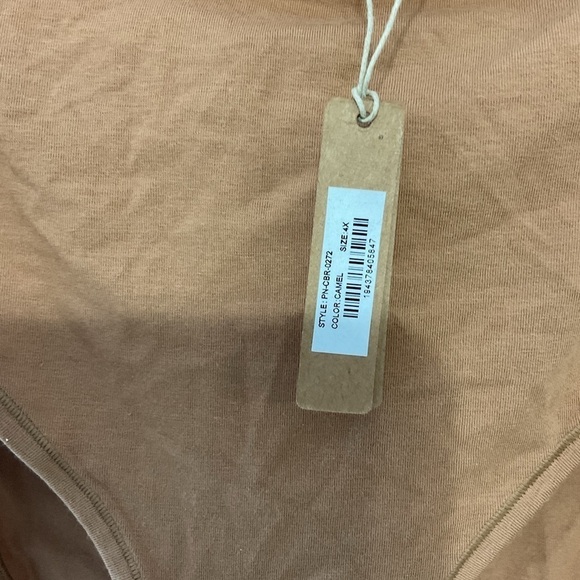 STYLE: PN-CBR-0272
COLOR:CAMEL
SIZE:4X
194378405847